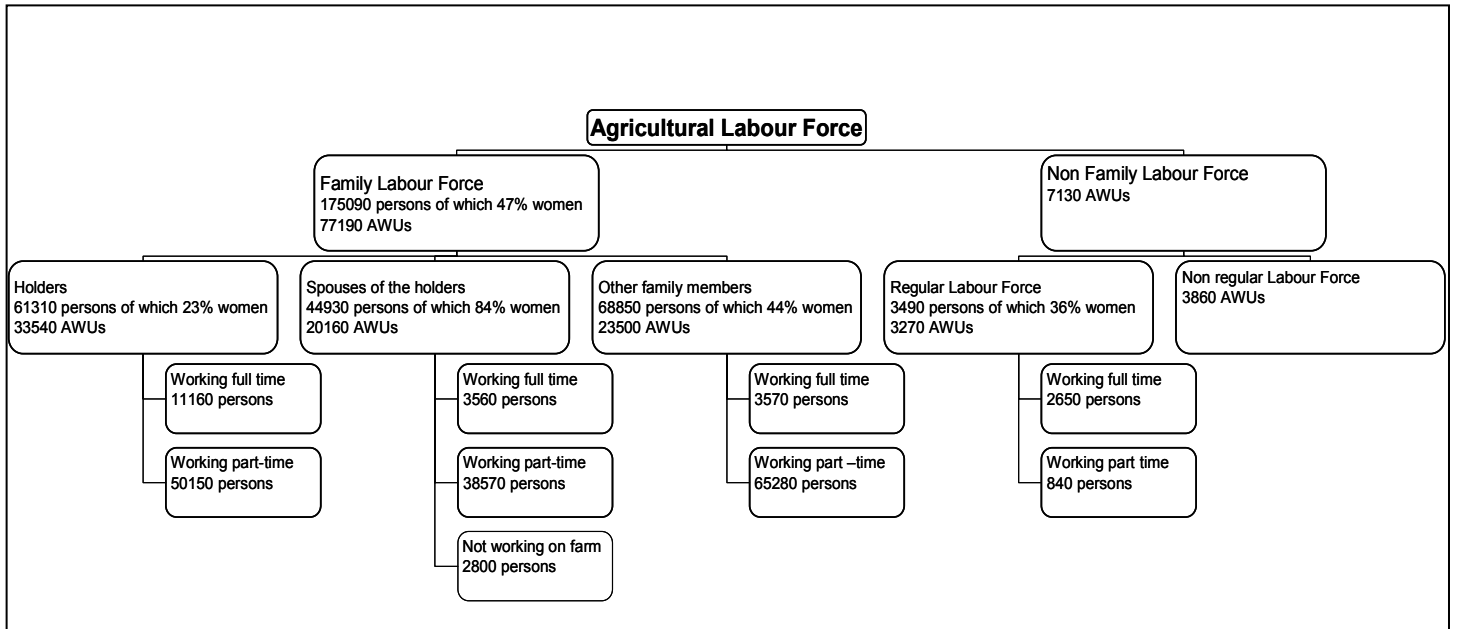 Agricultural Labour Force
Family Labour Force
175090 persons of which 47% women
77190 AWUs
Non Family Labour Force
7130 AWUs
Holders
61310 persons of which 23% women
33540 AWUs
Spouses of the holders
44930 persons of which 84% women
20160 AWUs
Other family members
68850 persons of which 44% women
23500 AWUs
Regular Labour Force
3490 persons of which 36% women
3270 AWUs
Non regular Labour Force
3860 AWUs
Working full time
11160 persons
Working full time
3560 persons
Working full time
3570 persons
Working full time
2650 persons
Working part-time
50150 persons
Working part-time
38570 persons
Working part –time
65280 persons
Working part time
840 persons
Not working on farm
2800 persons